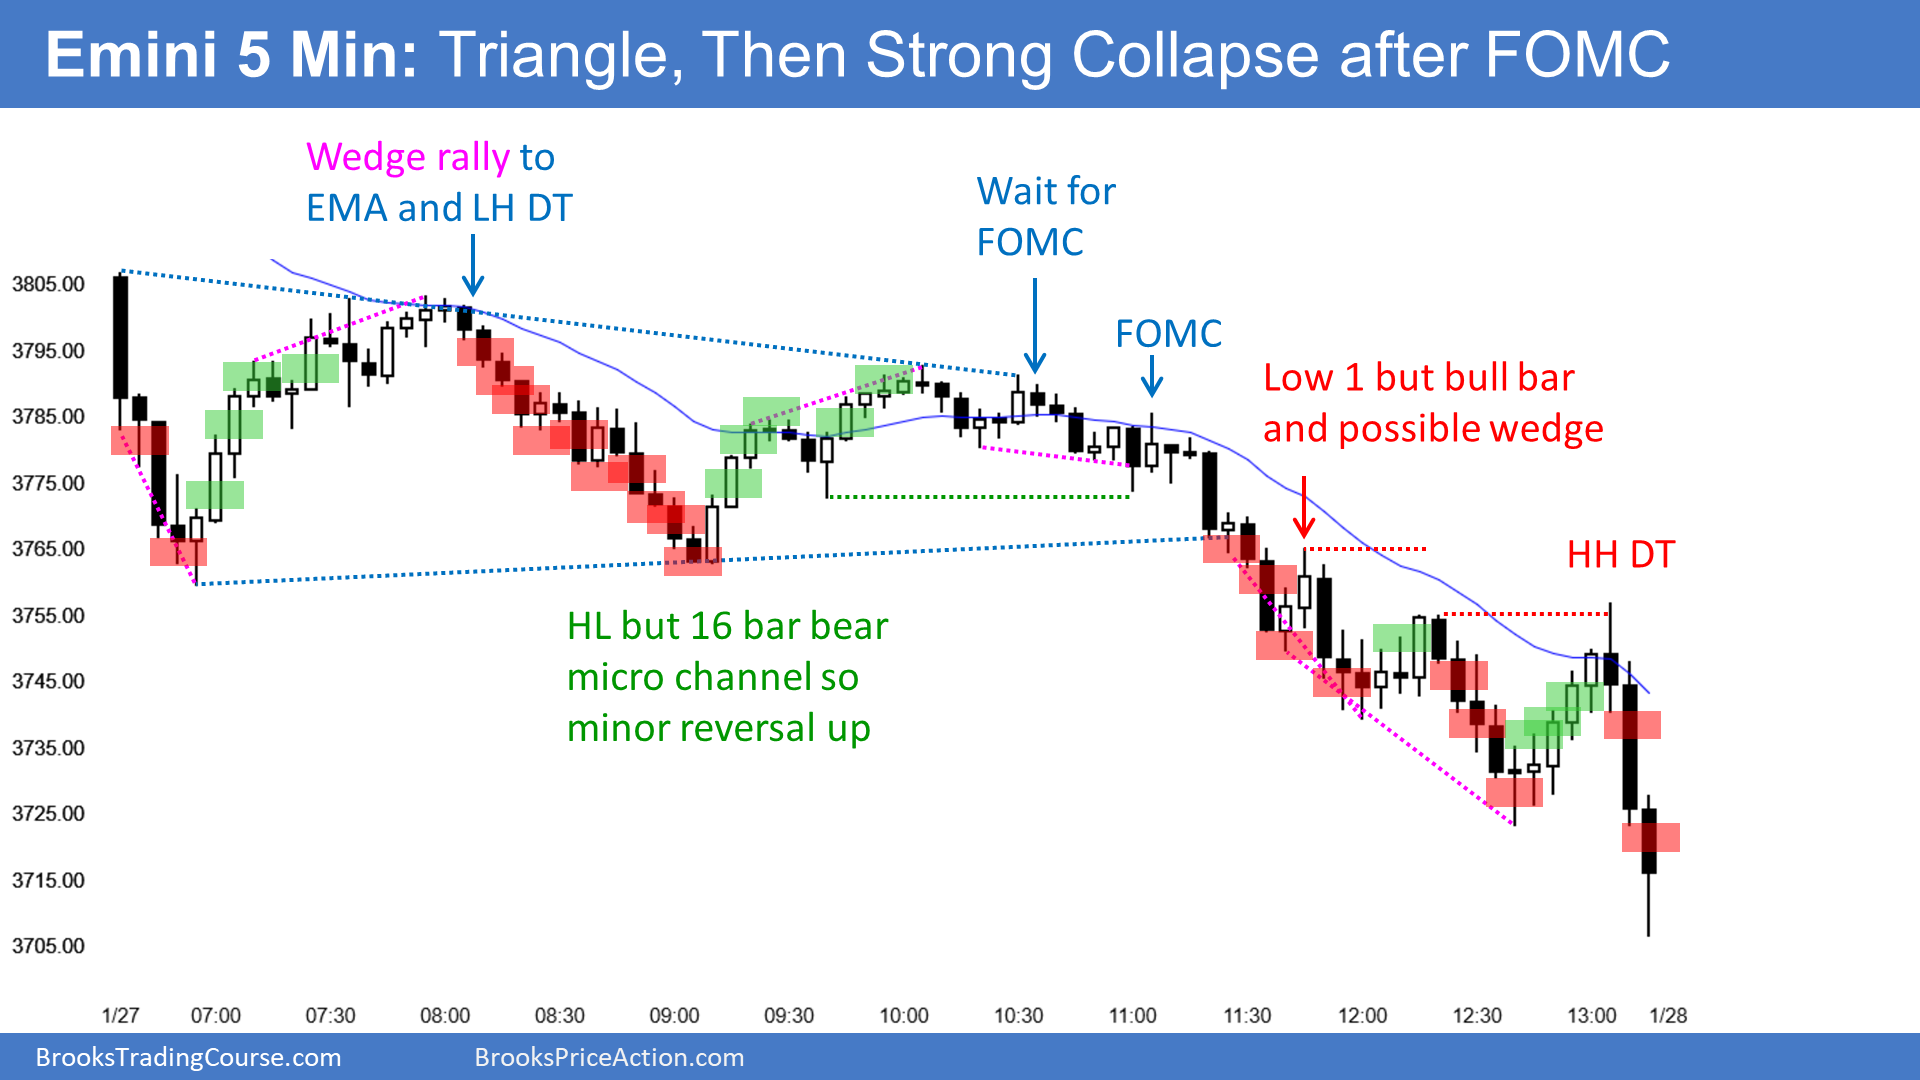 Emini 5 Min: Triangle, Then Strong Collapse after FOMC
Wedge rally to
EMA and LH DT
Wait for
FOMC
FOMC
Low 1 but bull bar
and possible wedge
HH DT
HL but 16 bar bear
micro channel so
minor reversal up
3805.00
3795.00
3785.00
3775.00
3765.00
3755.00
3745.00
3735.00
3725.00
3715.00
3705.00
1/27 07:00 07:30 08:00 08:30 09:00 09:30 10:00 10:30 11:00 11:30 12:00 12:30 13:00 1/28
BrooksTradingCourse.com BrooksPriceAction.com